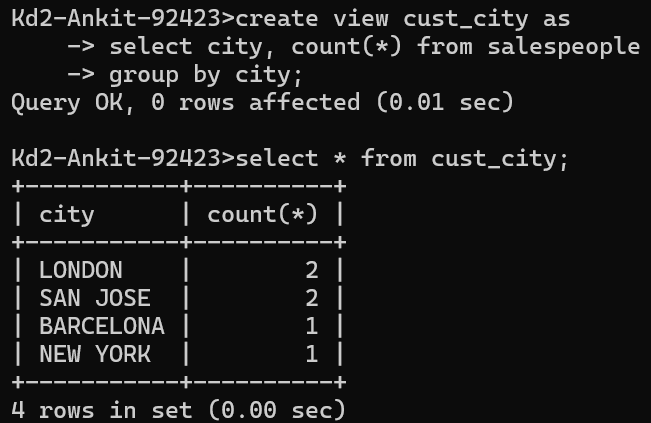 Kd2-Ankit-92423>create view cust_city as
    -> select city, count(*) from salespeople
    -> group by city;
Query OK, 0 rows affected (0.01 sec)

Kd2-Ankit-92423>select * from cust_city;
+-----------+----------+
| city      | count(*) |
+-----------+----------+
| LONDON    |        2 |
| SAN JOSE  |        2 |
| BARCELONA |        1 |
| NEW YORK  |        1 |
+-----------+----------+
4 rows in set (0.00 sec)